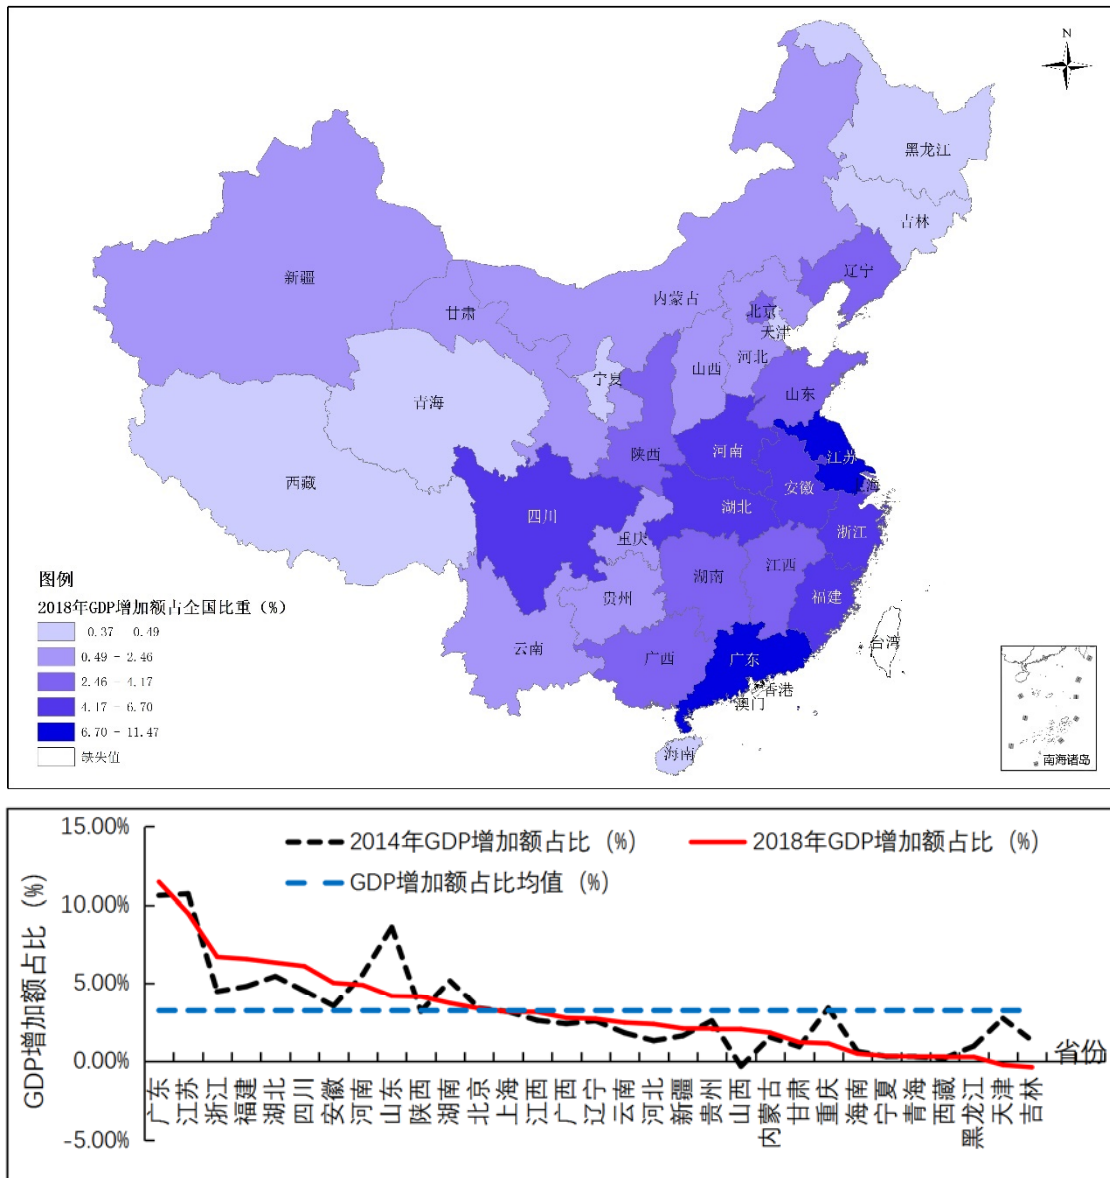 N
黑龙江
吉林
辽宁
新疆
内蒙古
甘肃
北京
天津
河北
山西
宁夏
山东
青海
陕西
河南
江苏
西藏
安徽
上海
四川
湖北
浙江
重庆
湖南
江西
贵州
福建
云南
广西
广东
台湾
香港
澳门
海南
南海诸岛
图例
2018年GDP增加额占全国比重（%）
0.37 0.49
0.49 - 2.46
2.46 - 4.17
4.17 - 6.70
6.70 - 11.47
缺失值
15.00%
10.00%
5.00%
0.00%
-5.00%
GDP增加额占比（%）
2014年GDP增加额占比（%）
2018年GDP增加额占比（%）
GDP增加额占比均值（%）
省份
广东
江苏
浙江
福建
湖北
四川
安徽
河南
山东
陕西
湖南
北京
上海
江西
广西
辽宁
云南
河北
新疆
贵州
山西
内蒙古
甘肃
重庆
海南
宁夏
青海
西藏
黑龙江
天津
吉林